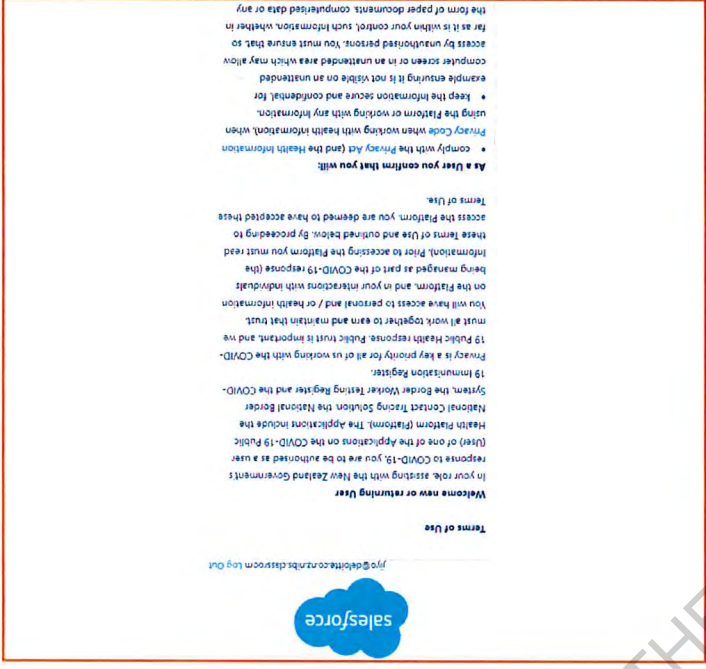 salesforce
jiyo@deloitte.co.nz.nibs.classroom Log Out
Terms of Use
Welcome new or returning User
In your role, assisting with the New Zealand Government's
response to COVID-19, you are to be authorised as a user
(User) of one of the Applications on the COVID-19 Public
Health Platform (Platform). The Applications include the
National Contact Tracing Solution, the National Border
System, the Border Worker Testing Register and the COVID-
19 Immunisation Register.
Privacy is a key priority for all of us working with the COVID-
19 Public Health response. Public trust is important, and we
must all work together to earn and maintain that trust.
You will have access to personal and / or health information
on the Platform, and in your interactions with individuals
being managed as part of the COVID-19 response (the
Information). Prior to accessing the Platform you must read
these Terms of Use and outlined below. By proceeding to
access the Platform, you are deemed to have accepted these
Terms of Use.
As a User you confirm that you will:
• comply with the Privacy Act (and the Health Information
Privacy Code when working with health information), when
using the Platform or working with any Information.
• keep the Information secure and confidential, for
example ensuring it is not visible on an unattended
computer screen or in an unattended area which may allow
access by unauthorised persons. You must ensure that, so
far as it is within your control, such Information, whether in
the form of paper documents, computerised data or any